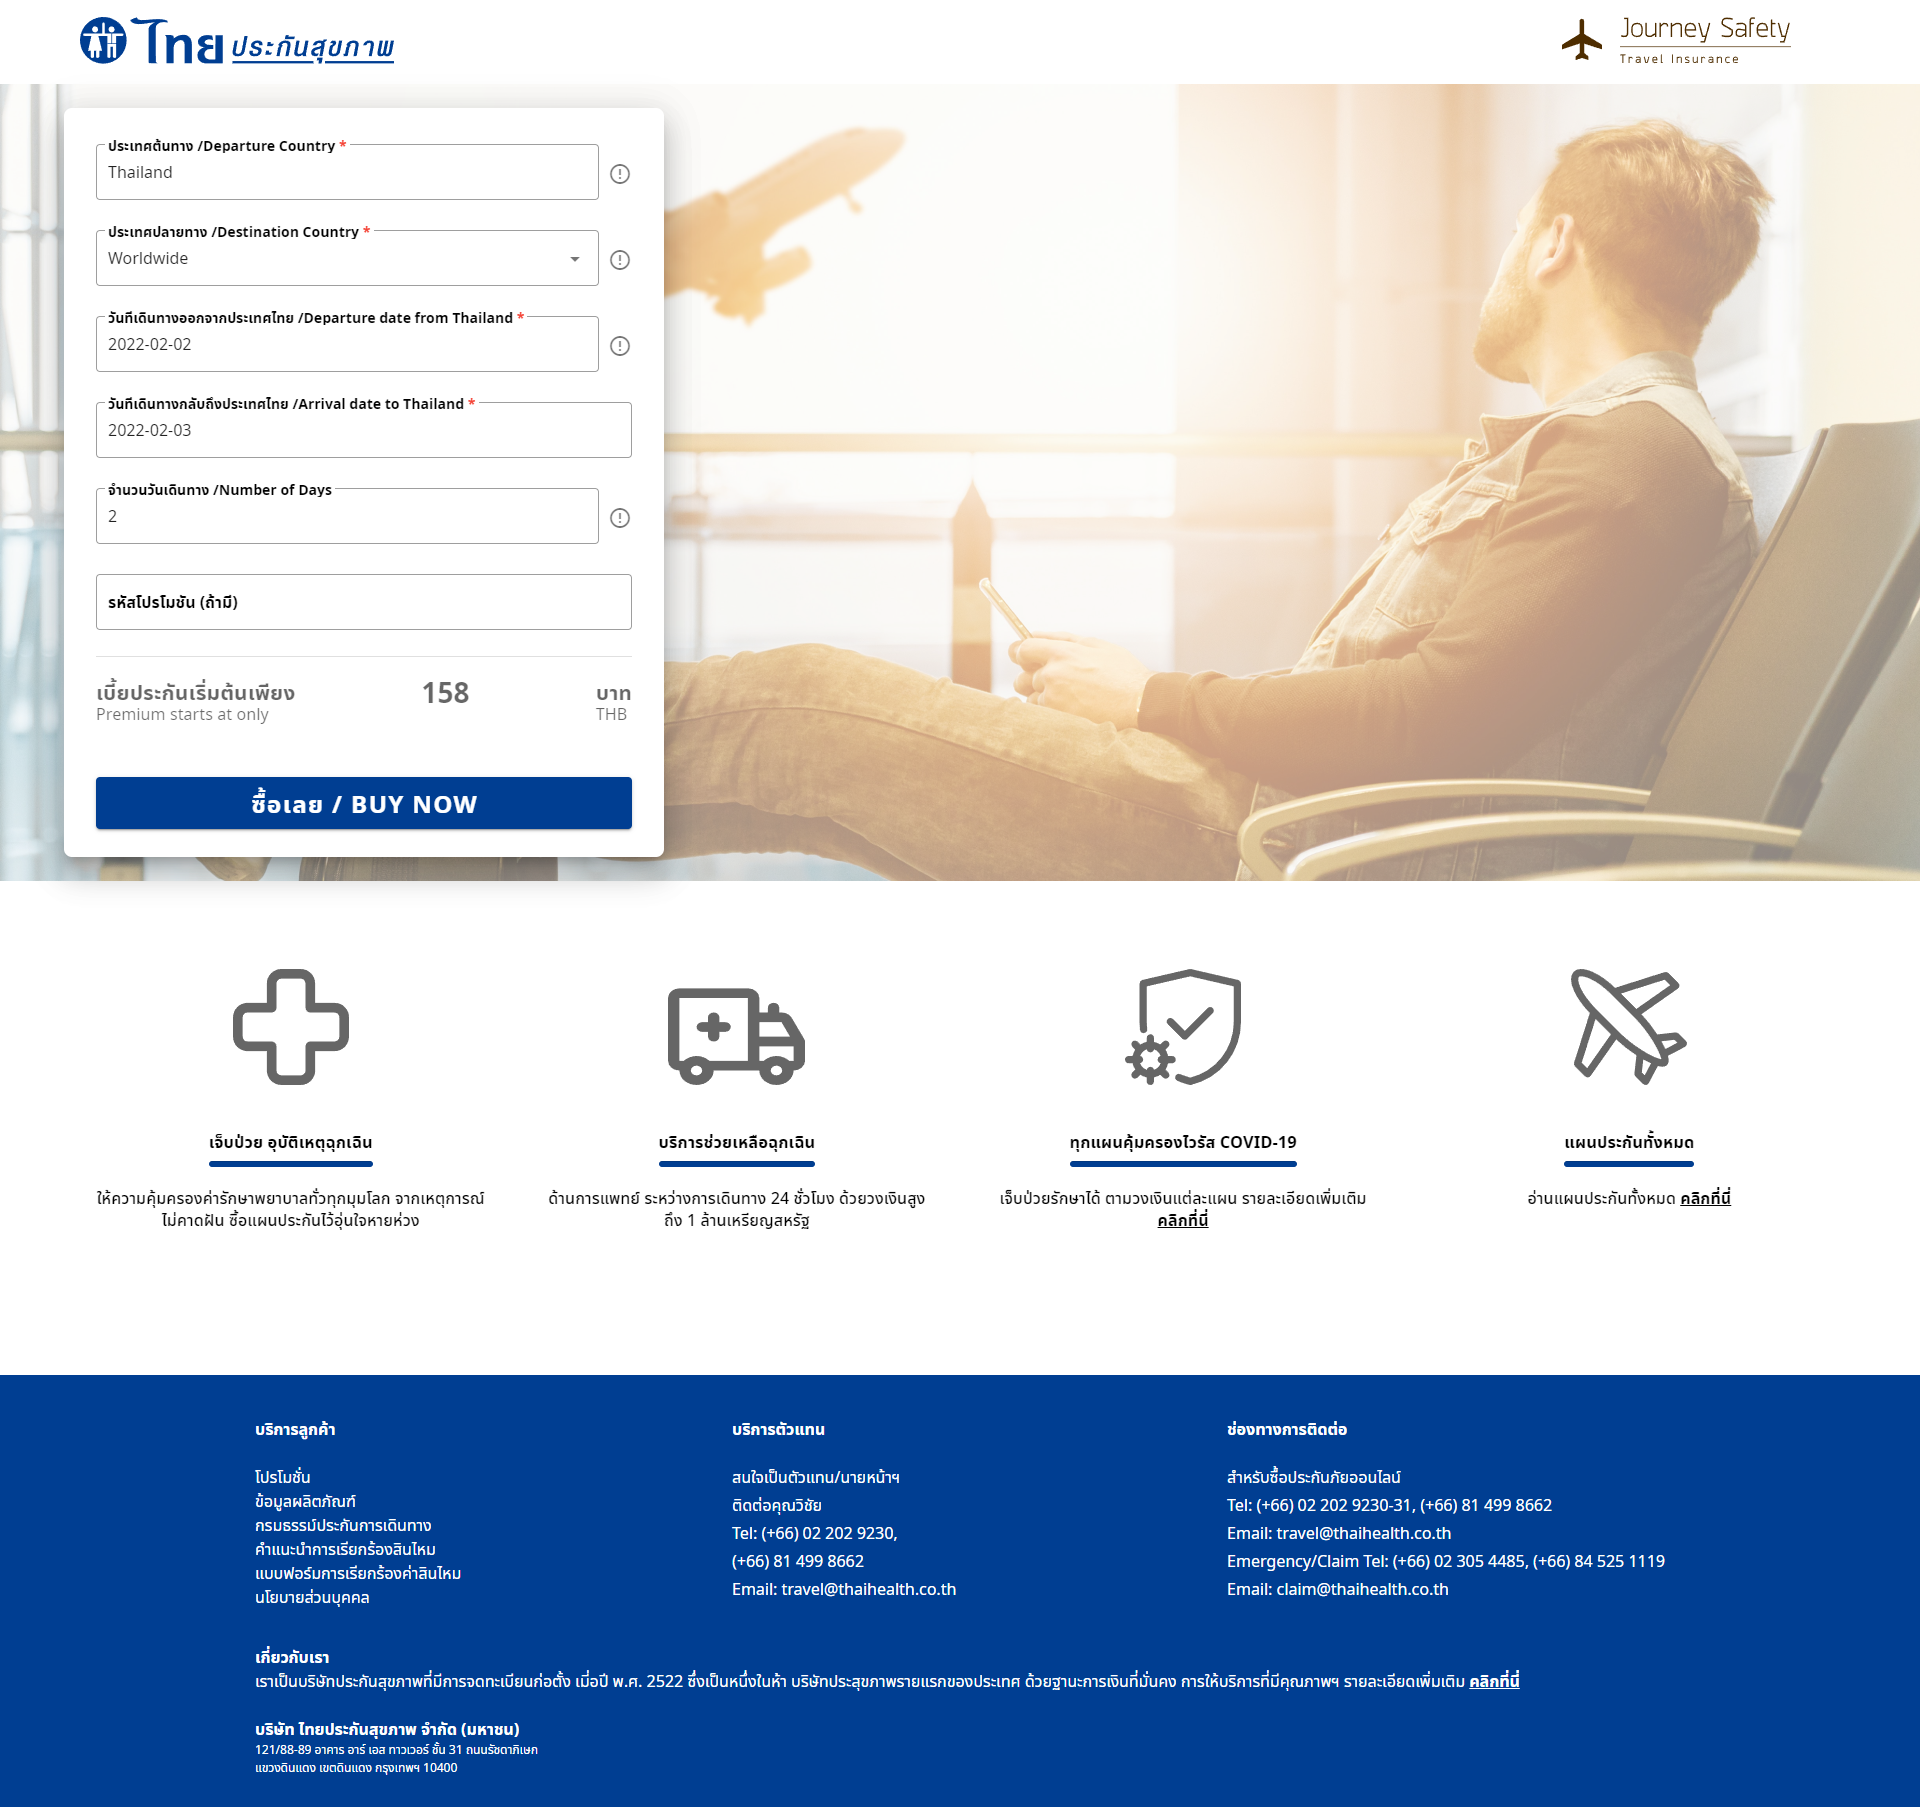 ไทยประกันสุขภาพ
Journey Safety
Travel Insurance
ประเทศต้นทาง /Departure Country *
Thailand
ประเทศปลายทาง /Destination Country *
Worldwide
วันที่เดินทางออกจากประเทศไทย /Departure date from Thailand *
2022-02-02
วันที่เดินทางกลับถึงประเทศไทย /Arrival date to Thailand *
2022-02-03
จำนวนวันเดินทาง /Number of Days
2
รหัสโปรโมชัน (ถ้ามี)
เบี้ยประกันเริ่มต้นเพียง 158 บาท
Premium starts at only THB
ซื้อเลย / BUY NOW
เจ็บป่วย อุบัติเหตุฉุกเฉิน
ให้ความคุ้มครองค่ารักษาพยาบาลทั่วทุกมุมโลก จากเหตุการณ์
ไม่คาดฝัน ซื้อแผนประกันไว้อุ่นใจหายห่วง
บริการช่วยเหลือฉุกเฉิน
ด้านการแพทย์ ระหว่างการเดินทาง 24 ชั่วโมง ด้วยวงเงินสูง
ถึง 1 ล้านเหรียญสหรัฐ
ทุกแผนคุ้มครองไวรัส COVID-19
เจ็บป่วยรักษาได้ ตามวงเงินแต่ละแผน รายละเอียดเพิ่มเติม
คลิกที่นี่
แผนประกันทั้งหมด
อ่านแผนประกันทั้งหมด คลิกที่นี่
บริการลูกค้า
โปรโมชั่น
ข้อมูลผลิตภัณฑ์
กรมธรรม์ประกันการเดินทาง
คำแนะนำการเรียกร้องสินไหม
แบบฟอร์มการเรียกร้องค่าสินไหม
นโยบายส่วนบุคคล
บริการตัวแทน
สนใจเป็นตัวแทน/นายหน้าฯ
ติดต่อคุณวิชัย
Tel: (+66) 02 202 9230,
(+66) 81 499 8662
Email: travel@thaihealth.co.th
ช่องทางการติดต่อ
สำหรับซื้อประกันภัยออนไลน์
Tel: (+66) 02 202 9230-31, (+66) 81 499 8662
Email: travel@thaihealth.co.th
Emergency/Claim Tel: (+66) 02 305 4485, (+66) 84 525 1119
Email: claim@thaihealth.co.th
เกี่ยวกับเรา
เราเป็นบริษัทประกันสุขภาพที่มีการจดทะเบียนก่อตั้ง เมื่อปี พ.ศ. 2522 ซึ่งเป็นหนึ่งในห้า บริษัทประสุขภาพรายแรกของประเทศ ด้วยฐานะการเงินที่มั่นคง การให้บริการที่มีคุณภาพฯ รายละเอียดเพิ่มเติม คลิกที่นี่
บริษัท ไทยประกันสุขภาพ จำกัด (มหาชน)
121/88-89 อาคาร อาร์ เอส ทาวเวอร์ ชั้น 31 ถนนรัชดาภิเษก
แขวงดินแดง เขตดินแดง กรุงเทพฯ 10400